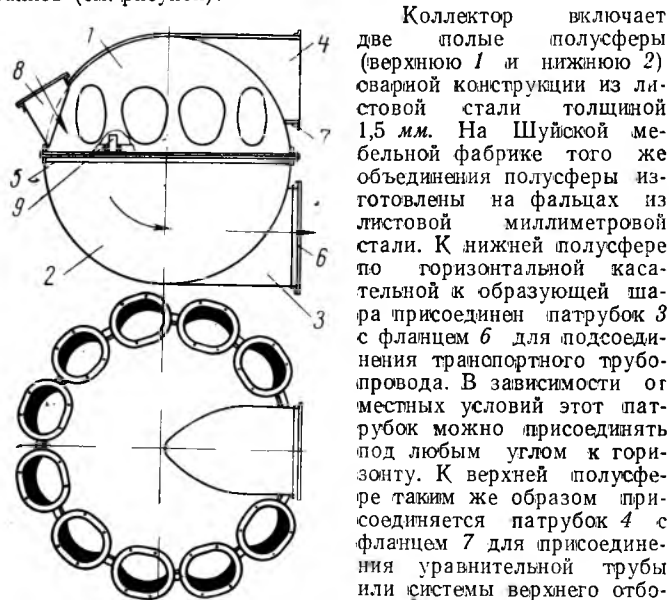 (см. рисунок).
Коллектор включает
две полые полусферы
(верхнюю 1 и нижнюю 2)
сварной конструкции из ли-
стовой стали толщиной
1,5 мм. На Шуйской ме-
бельной фабрике того же
объединения полусферы из-
готовлены на фальцах из
листовой миллиметровой
стали. К нижней полусфере
по горизонтальной каса-
тельной к образующей ша-
ра присоединен патрубок 3
с фланцем 6 для подсоеди-
нения транспортного трубо-
провода. В зависимости от
местных условий этот пат-
рубок можно присоединять
под любым углом к гори-
зонту. К верхней полусфе-
ре таким же образом при-
соединяется патрубок 4 с
фланцем 7 для присоедине-
ния уравнительной трубы
или системы верхнего отбо-
1
4
8
7
5
9
2
6
3